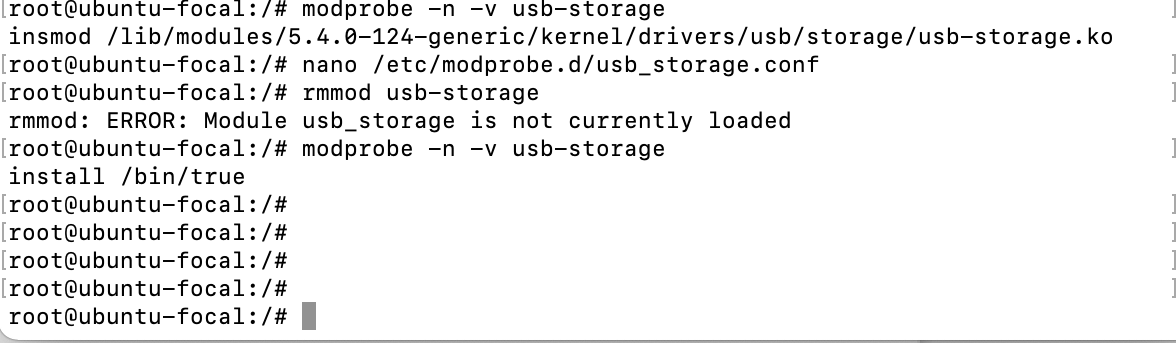 [root@ubuntu-focal:/# modprobe -n -v usb-storage
insmod /lib/modules/5.4.0-124-generic/kernel/drivers/usb/storage/usb-storage.ko
[root@ubuntu-focal:/# nano /etc/modprobe.d/usb_storage.conf ]
[root@ubuntu-focal:/# rmmod usb-storage ]
rmmod: ERROR: Module usb_storage is not currently loaded
[root@ubuntu-focal:/# modprobe -n -v usb-storage ]
install /bin/true
[root@ubuntu-focal:/# ]
[root@ubuntu-focal:/# ]
[root@ubuntu-focal:/# ]
[root@ubuntu-focal:/# ]
root@ubuntu-focal:/#